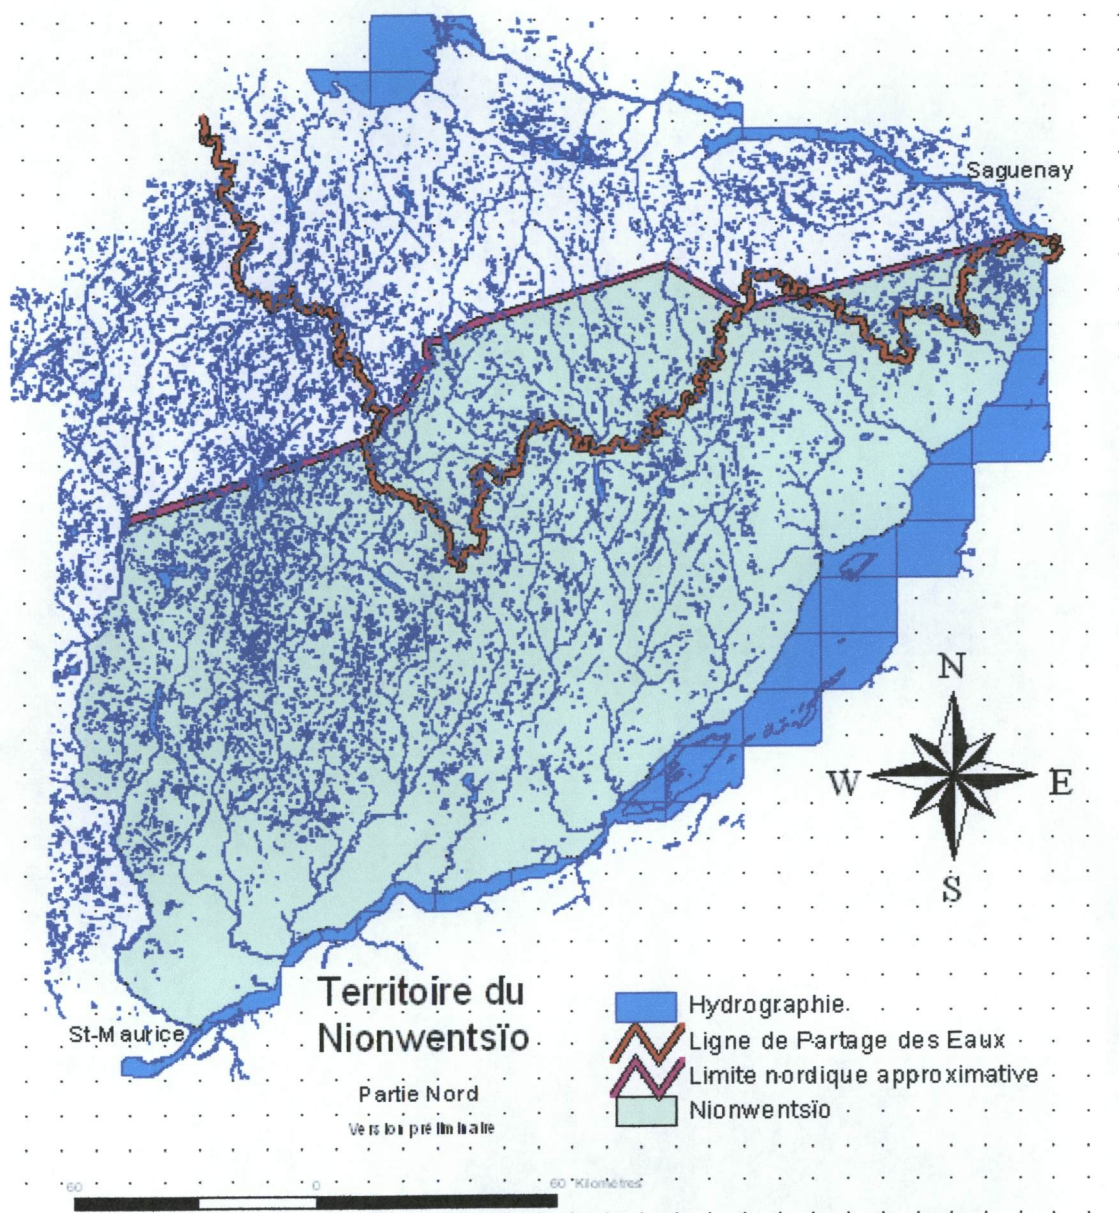 Saguenay
N
W E
S
St-Maurice
Territoire du
Nionwentsïo
Partie Nord
Version préliminaire
Hydrographie
Ligne de Partage des Eaux
Limite nordique approximative
Nionwentsïo
60 0 60 Kilomètres